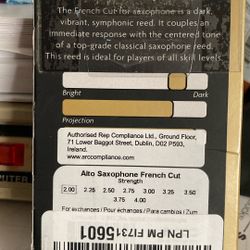 The French Cut for saxophone is a dark,
vibrant, symphonic reed. It couples an
immediate response with the centered tone
of a top-grade classical saxophone reed.
This reed is ideal for players of all skill levels.
Bright
Dark
Projection
Authorised Rep Compliance Ltd., Ground Floor,
71 Lower Baggot Street, Dublin, D02 P593,
Ireland.
www.arccompliance.com
Alto Saxophone French Cut
Strength
2.00 2.25 2.50 2.75 3.00 3.25 3.50
3.75 4.00
For exchanges / Pour échanges / Para cambios / Zum
MITER
LPN PM FI731
5601